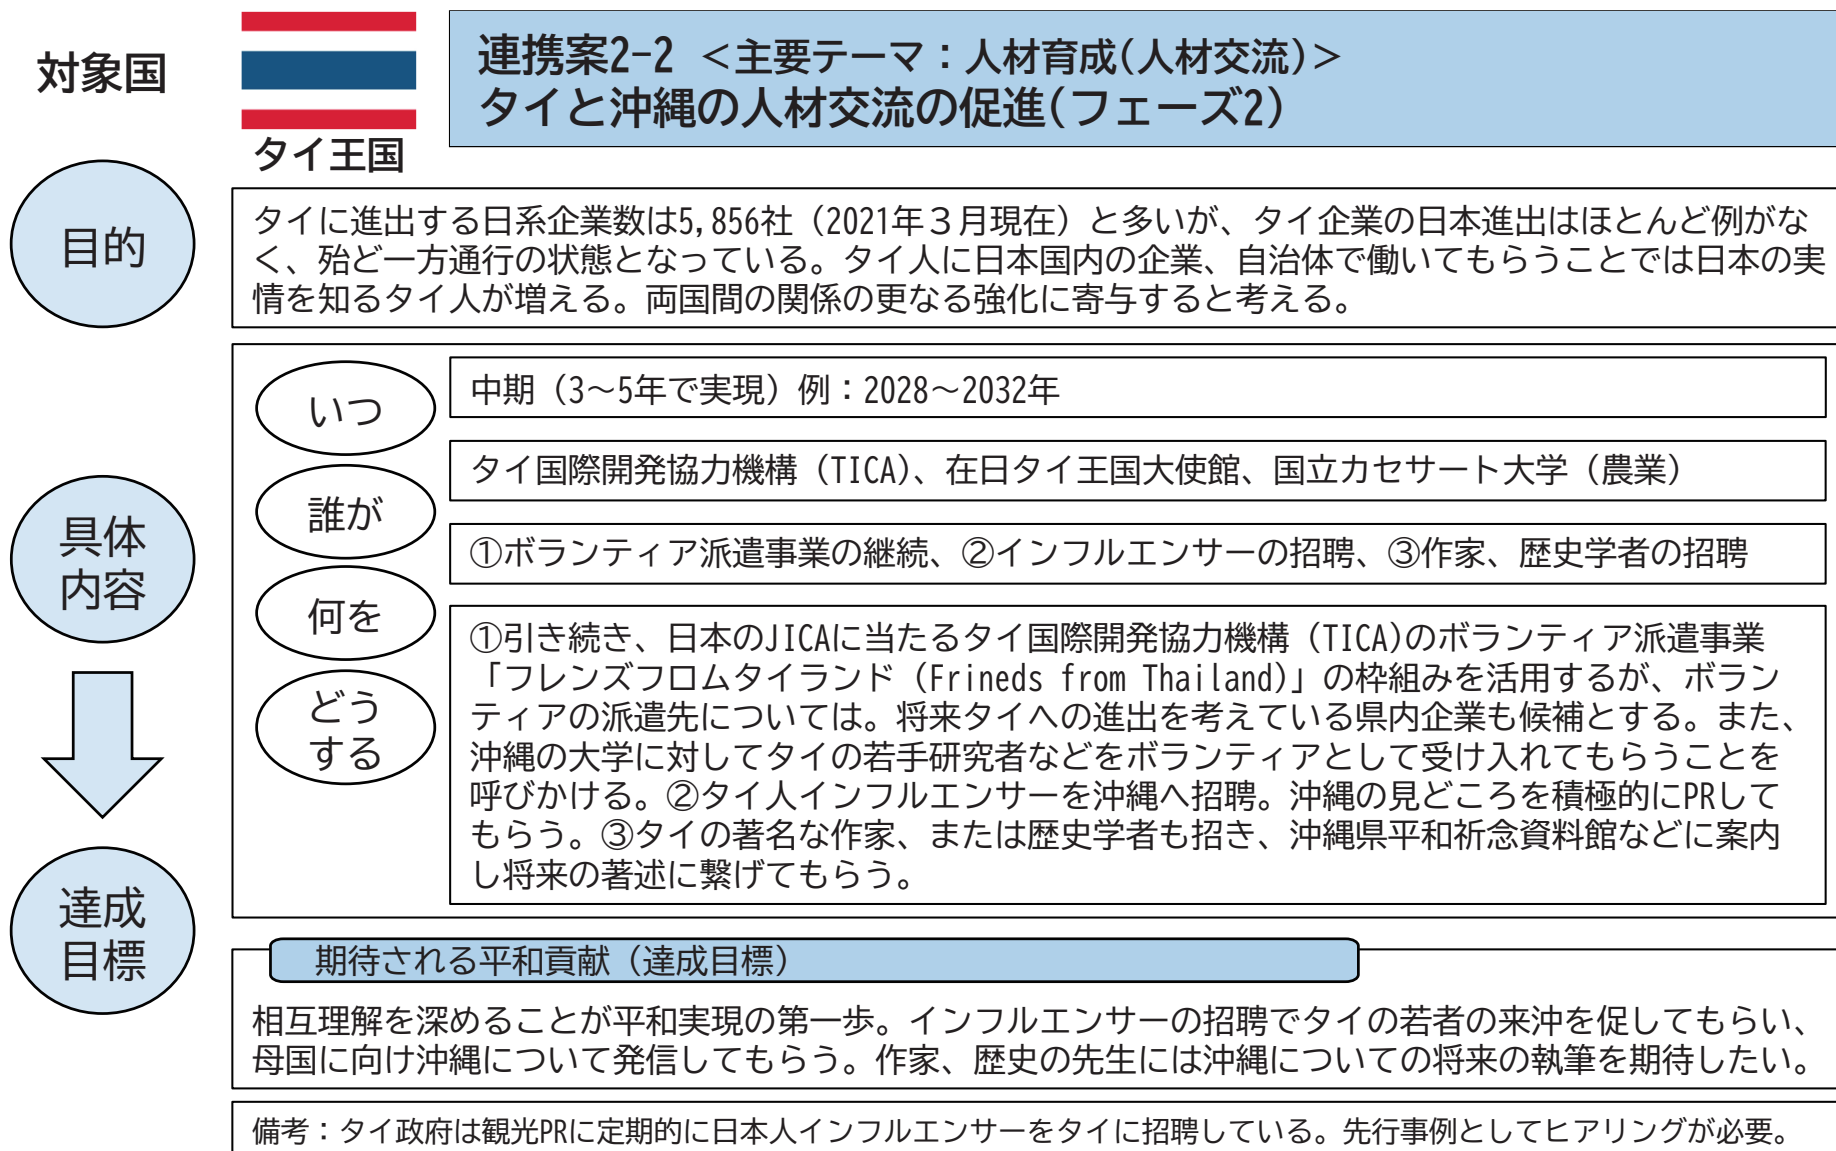 対象国
タイ王国
連携案2-2 ＜主要テーマ：人材育成(人材交流)＞
タイと沖縄の人材交流の促進(フェーズ2)
目的
タイに進出する日系企業数は5,856社（2021年３月現在）と多いが、タイ企業の日本進出はほとんど例がな
く、殆ど一方通行の状態となっている。タイ人に日本国内の企業、自治体で働いてもらうことでは日本の実
情を知るタイ人が増える。両国間の関係の更なる強化に寄与すると考える。
具体
内容
いつ
中期（3～5年で実現）例：2028～2032年
誰が
タイ国際開発協力機構（TICA)、在日タイ王国大使館、国立カセサート大学（農業）
何を
①ボランティア派遣事業の継続、②インフルエンサーの招聘、③作家、歴史学者の招聘
どう
する
①引き続き、日本のJICAに当たるタイ国際開発協力機構（TICA)のボランティア派遣事業
「フレンズフロムタイランド（Frineds from Thailand)」の枠組みを活用するが、ボラン
ティアの派遣先については。将来タイへの進出を考えている県内企業も候補とする。また、
沖縄の大学に対してタイの若手研究者などをボランティアとして受け入れてもらうことを
呼びかける。②タイ人インフルエンサーを沖縄へ招聘。沖縄の見どころを積極的にPRして
もらう。③タイの著名な作家、または歴史学者も招き、沖縄県平和祈念資料館などに案内
し将来の著述に繋げてもらう。
達成
目標
期待される平和貢献（達成目標）
相互理解を深めることが平和実現の第一歩。インフルエンサーの招聘でタイの若者の来沖を促してもらい、
母国に向け沖縄について発信してもらう。作家、歴史の先生には沖縄についての将来の執筆を期待したい。
備考：タイ政府は観光PRに定期的に日本人インフルエンサーをタイに招聘している。先行事例としてヒアリングが必要。